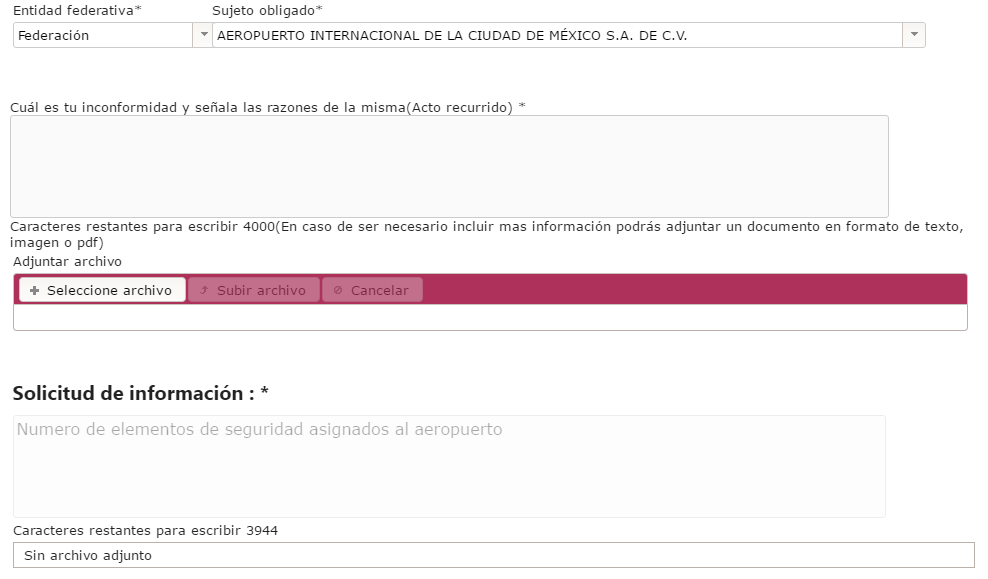 Entidad federativa* Sujeto obligado*
Federación AEROPUERTO INTERNACIONAL DE LA CIUDAD DE MÉXICO S.A. DE C.V.
Cuál es tu inconformidad y señala las razones de la misma(Acto recurrido) *
Caracteres restantes para escribir 4000(En caso de ser necesario incluir mas información podrás adjuntar un documento en formato de texto,
imagen o pdf)
Adjuntar archivo
Seleccione archivo Subir archivo Cancelar
Solicitud de información : *
Numero de elementos de seguridad asignados al aeropuerto
Caracteres restantes para escribir 3944
Sin archivo adjunto